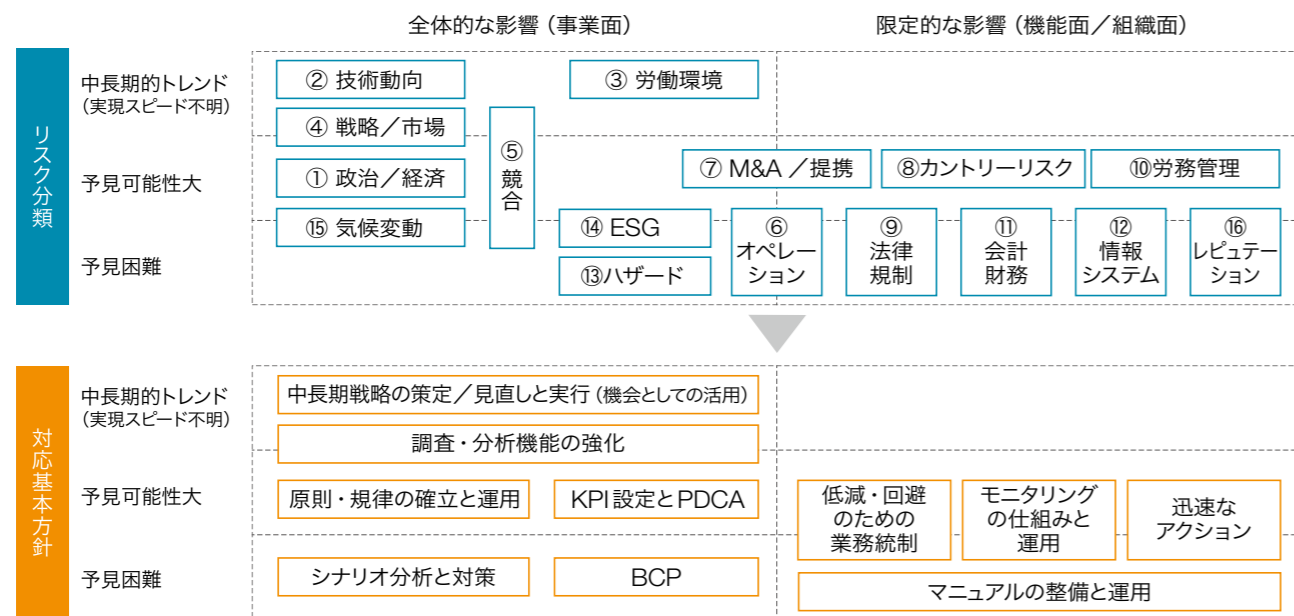 全体的な影響（事業面）
限定的な影響（機能面／組織面）
リスク分類
中長期的トレンド
（実現スピード不明）
② 技術動向
③ 労働環境
④ 戦略／市場
⑤競合
予見可能性大
① 政治／経済
⑦ M&A ／提携
⑧カントリーリスク
⑩労務管理
⑮ 気候変動
予見困難
⑭ ESG
⑬ハザード
⑥
オペレー
ション
⑨
法律
規制
⑪
会計
財務
⑫
情報
システム
⑯
レピュテー
ション
対応基本方針
中長期的トレンド
（実現スピード不明）
中長期戦略の策定／見直しと実行（機会としての活用）
調査・分析機能の強化
予見可能性大
原則・規律の確立と運用
KPI設定とPDCA
低減・回避
のための
業務統制
モニタリング
の仕組みと
運用
迅速な
アクション
予見困難
シナリオ分析と対策
BCP
マニュアルの整備と運用